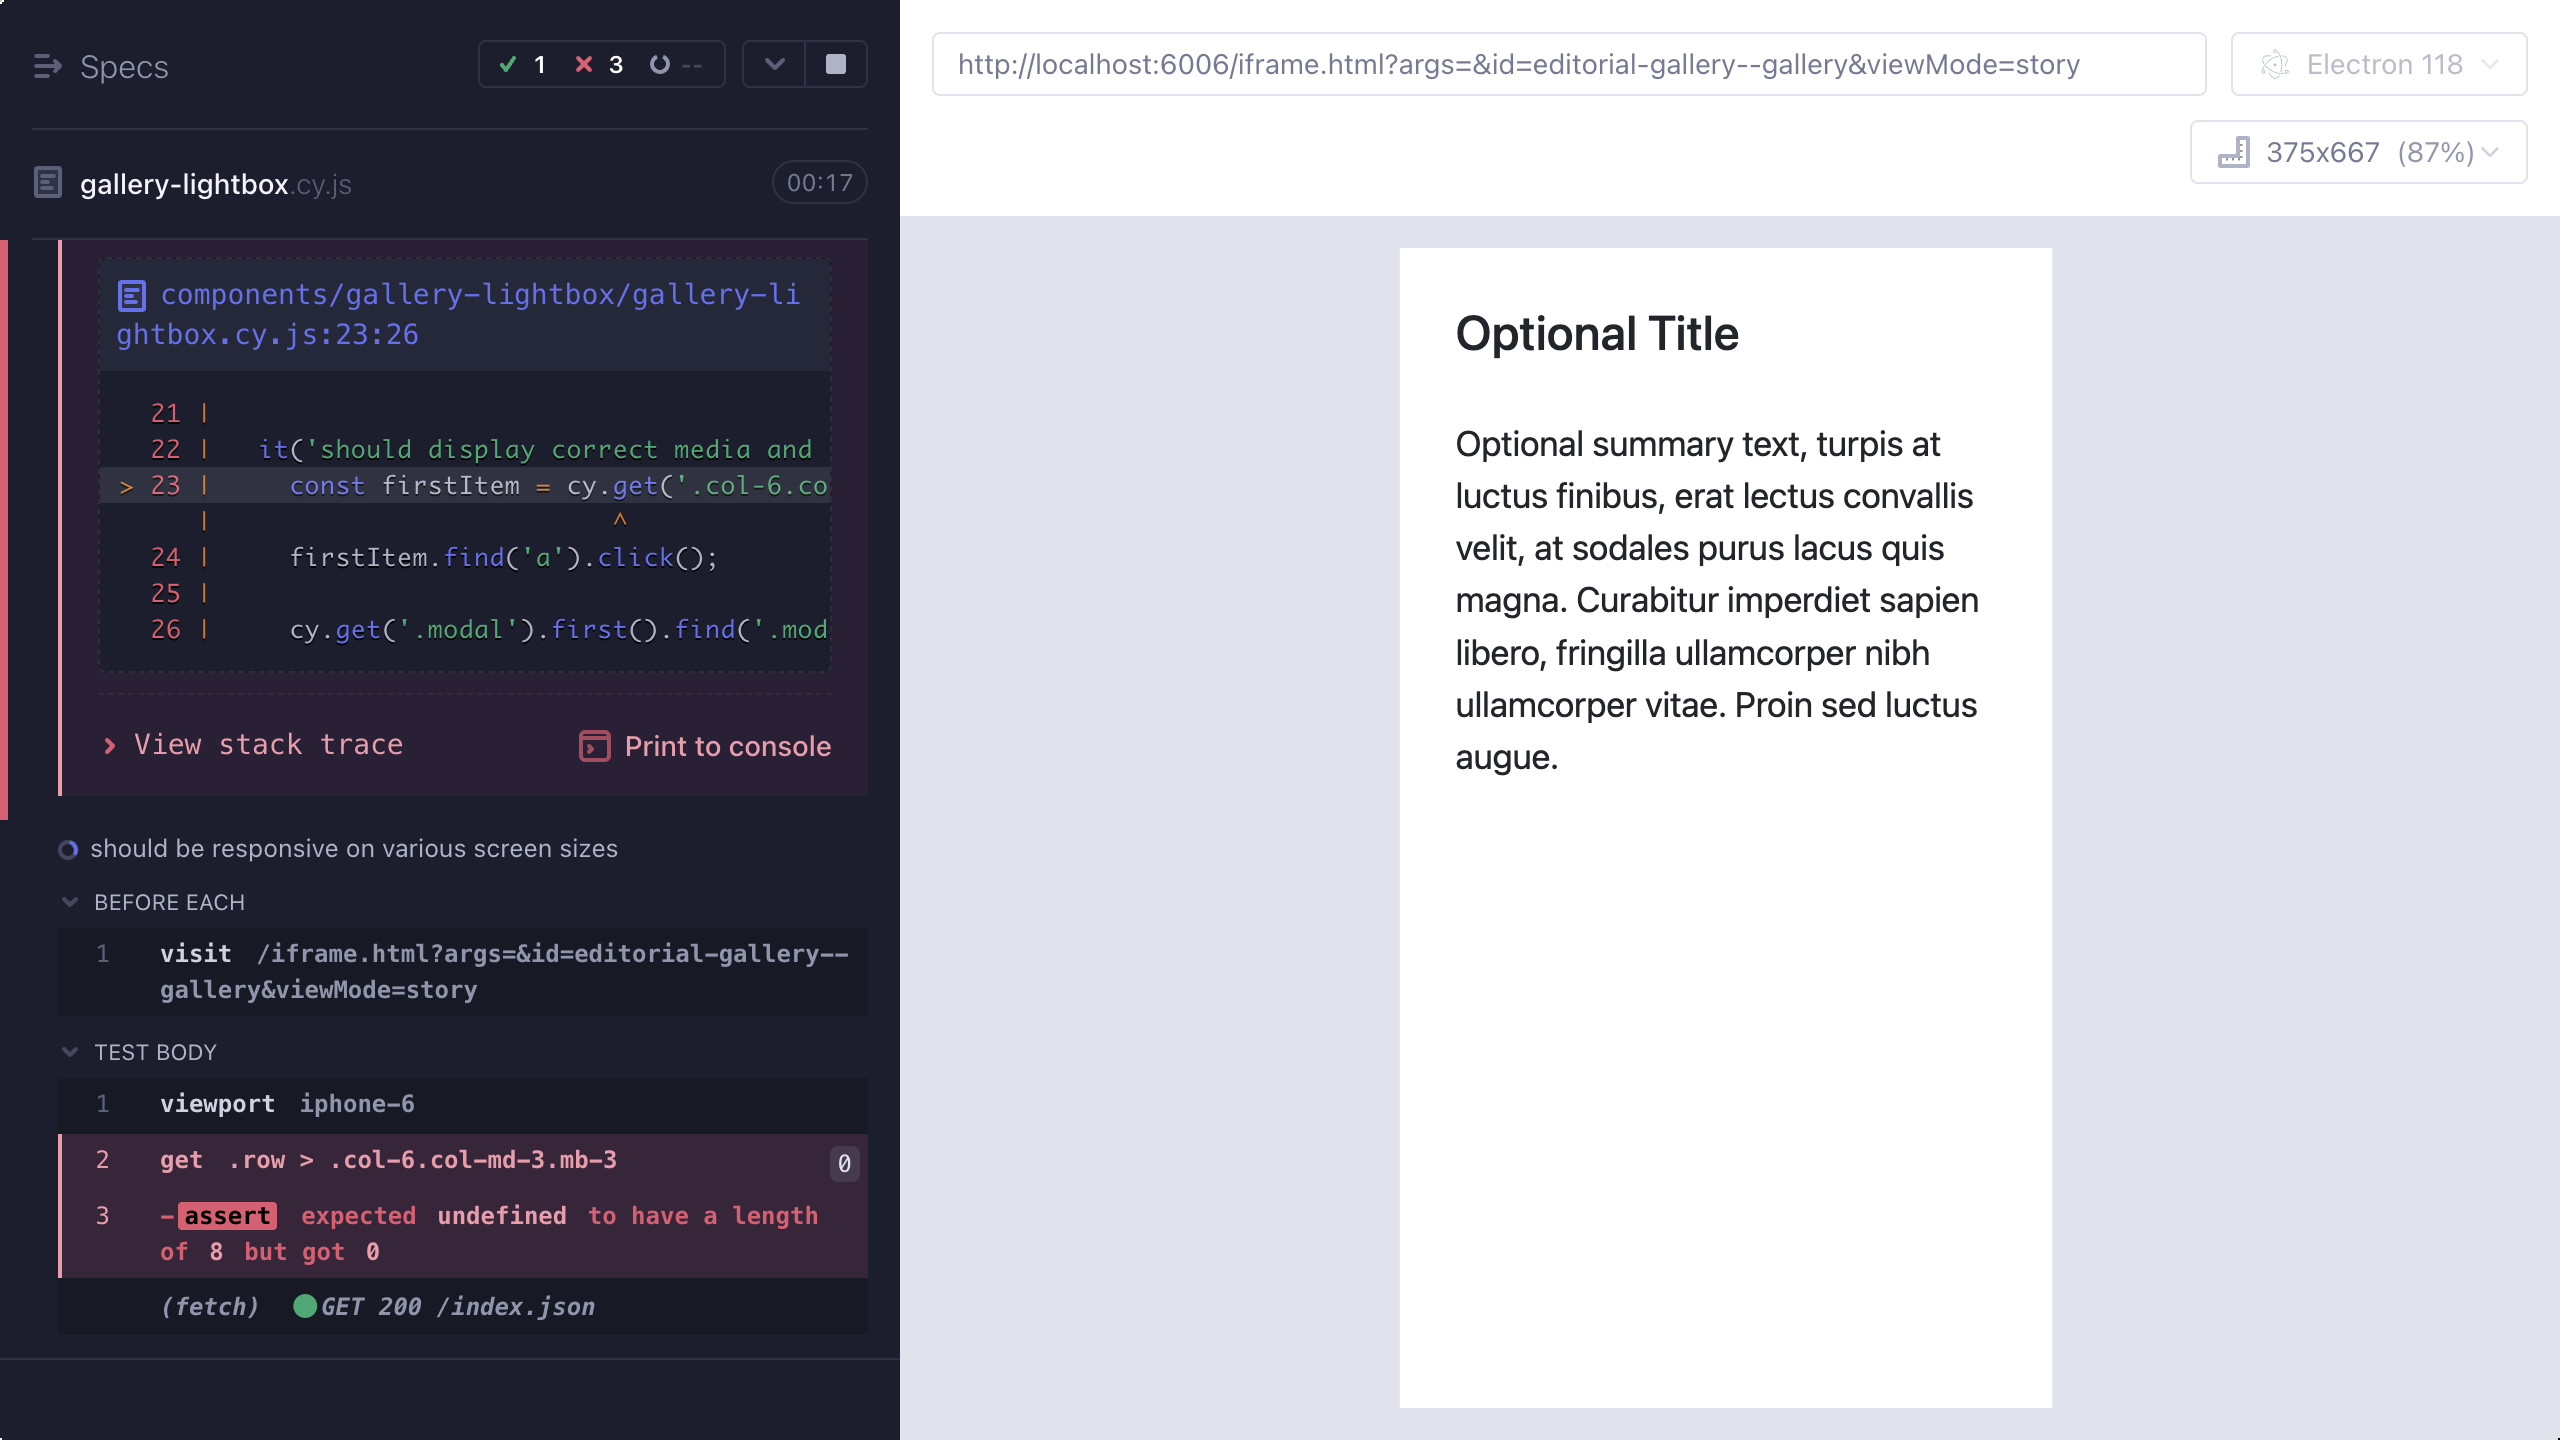 Specs
1 3 --
gallery-lightbox.cy.js 00:17
components/gallery-lightbox/gallery-li
ghtbox.cy.js:23:26
21 |
22 | it('should display correct media and
> 23 | const firstItem = cy.get('.col-6.co
| ^
24 | firstItem.find('a').click();
25 |
26 | cy.get('.modal').first().find('.mod
View stack trace
Print to console
should be responsive on various screen sizes
BEFORE EACH
1 visit /iframe.html?args=&id=editorial-gallery--
gallery&viewMode=story
TEST BODY
1 viewport iphone-6
2 get .row > .col-6.col-md-3.mb-3 0
3 -assert expected undefined to have a length
of 8 but got 0
(fetch) GET 200 /index.json
http://localhost:6006/iframe.html?args=&id=editorial-gallery--gallery&viewMode=story
Electron 118
375x667 (87%)
Optional Title
Optional summary text, turpis at
luctus finibus, erat lectus convallis
velit, at sodales purus lacus quis
magna. Curabitur imperdiet sapien
libero, fringilla ullamcorper nibh
ullamcorper vitae. Proin sed luctus
augue.